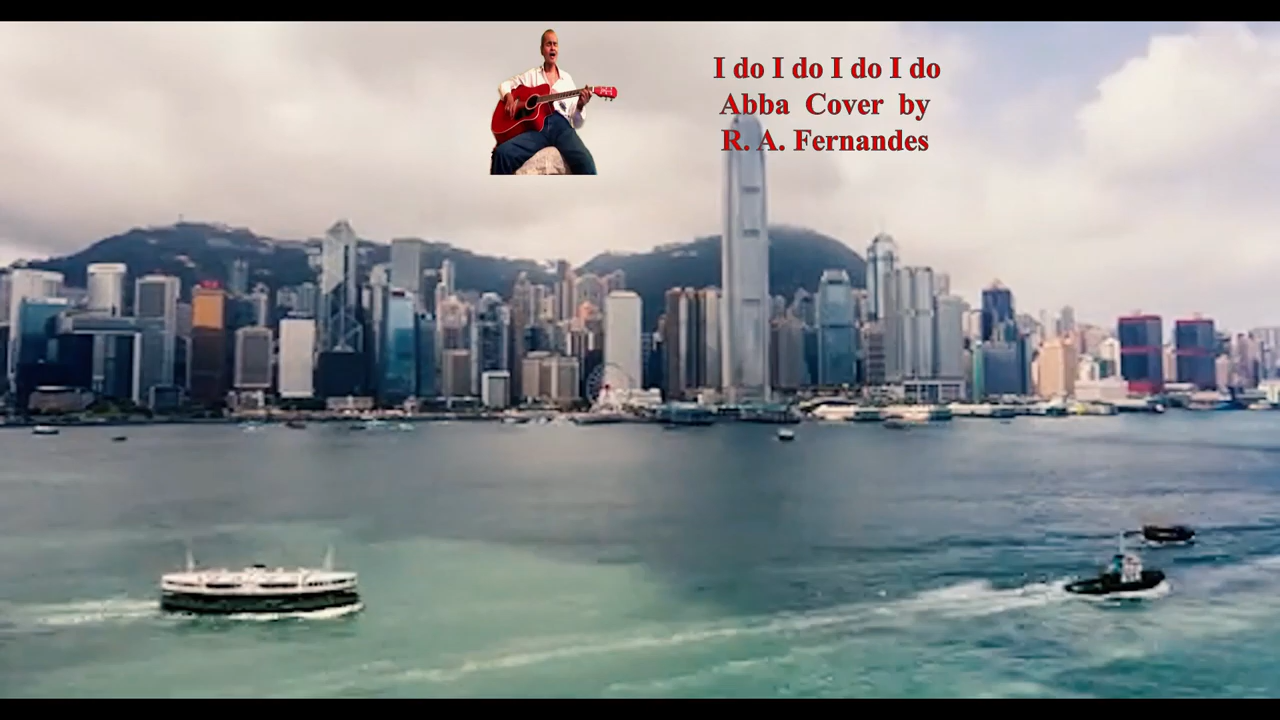 I do I do I do I do
Abba Cover by
R. A. Fernandes